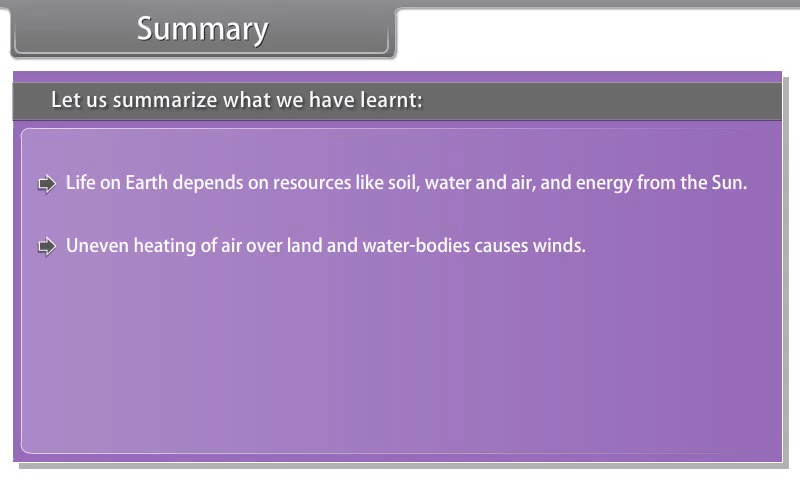 Summary
Let us summarize what we have learnt:
Life on Earth depends on resources like soil, water and air, and energy from the Sun.
Uneven heating of air over land and water-bodies causes winds.